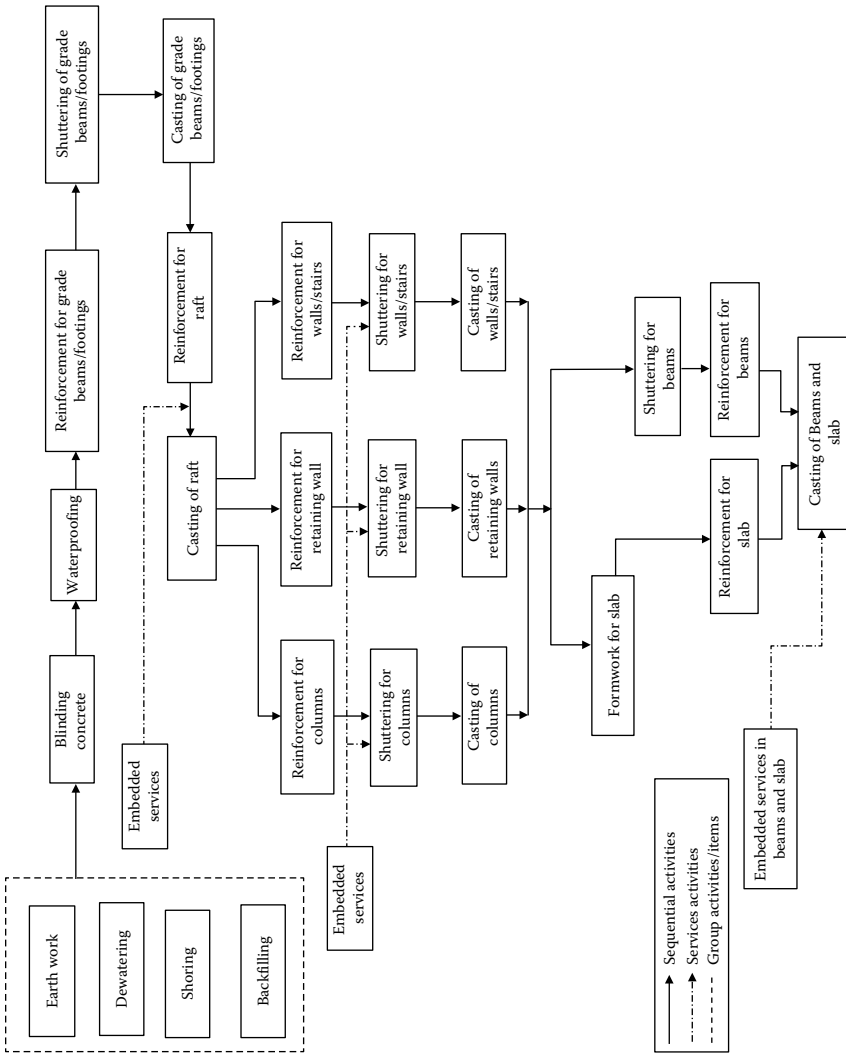 Earth work
Dewatering
Shoring
Backfilling
Blinding
concrete
Waterproofing
Reinforcement for grade
beams/footings
Shuttering of grade
beams/footings
Casting of grade
beams/footings
Reinforcement for
raft
Embedded
services
Casting of raft
Reinforcement for
columns
Reinforcement for
retaining wall
Reinforcement for
walls/stairs
Embedded
services
Shuttering for
columns
Shuttering for
retaining wall
Shuttering for
walls/stairs
Casting of
columns
Casting of
retaining walls
Casting of
walls/stairs
Formwork for slab
Shuttering for
beams
Reinforcement for
slab
Reinforcement for
beams
Embedded services in
beams and slab
Casting of Beams and
slab
Sequential activities
Services activities
Group activities/items